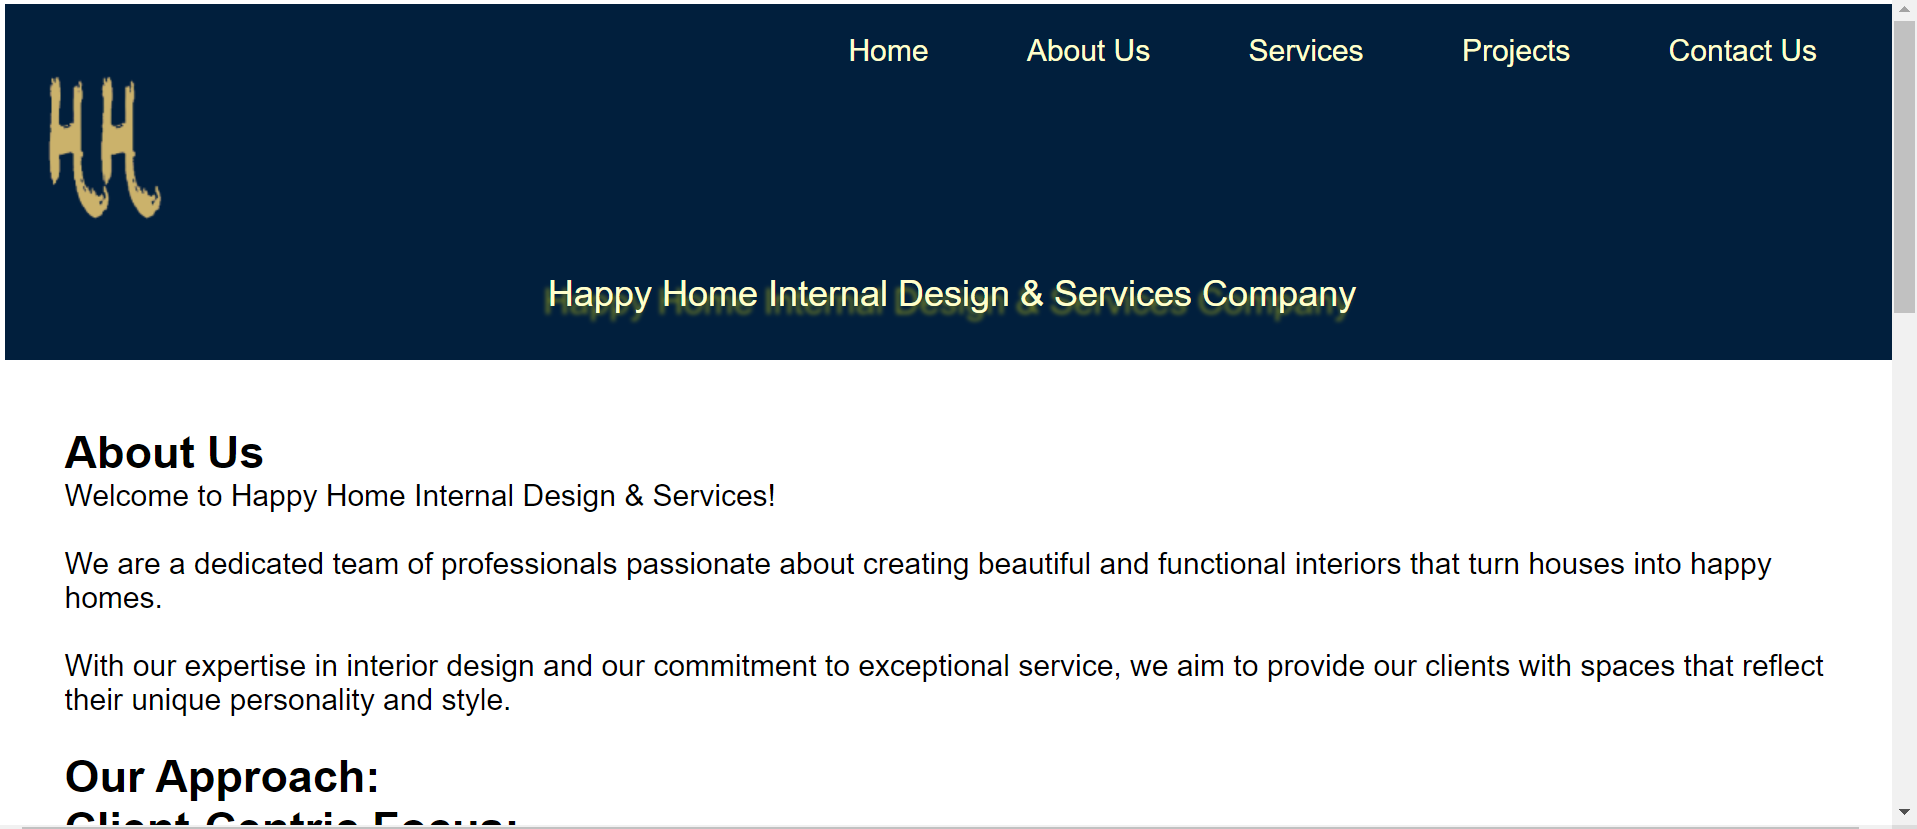 Home About Us Services Projects Contact Us
HH
Happy Home Internal Design & Services Company
About Us
Welcome to Happy Home Internal Design & Services!
We are a dedicated team of professionals passionate about creating beautiful and functional interiors that turn houses into happy
homes.
With our expertise in interior design and our commitment to exceptional service, we aim to provide our clients with spaces that reflect
their unique personality and style.
Our Approach:
Client-Centric Focus: